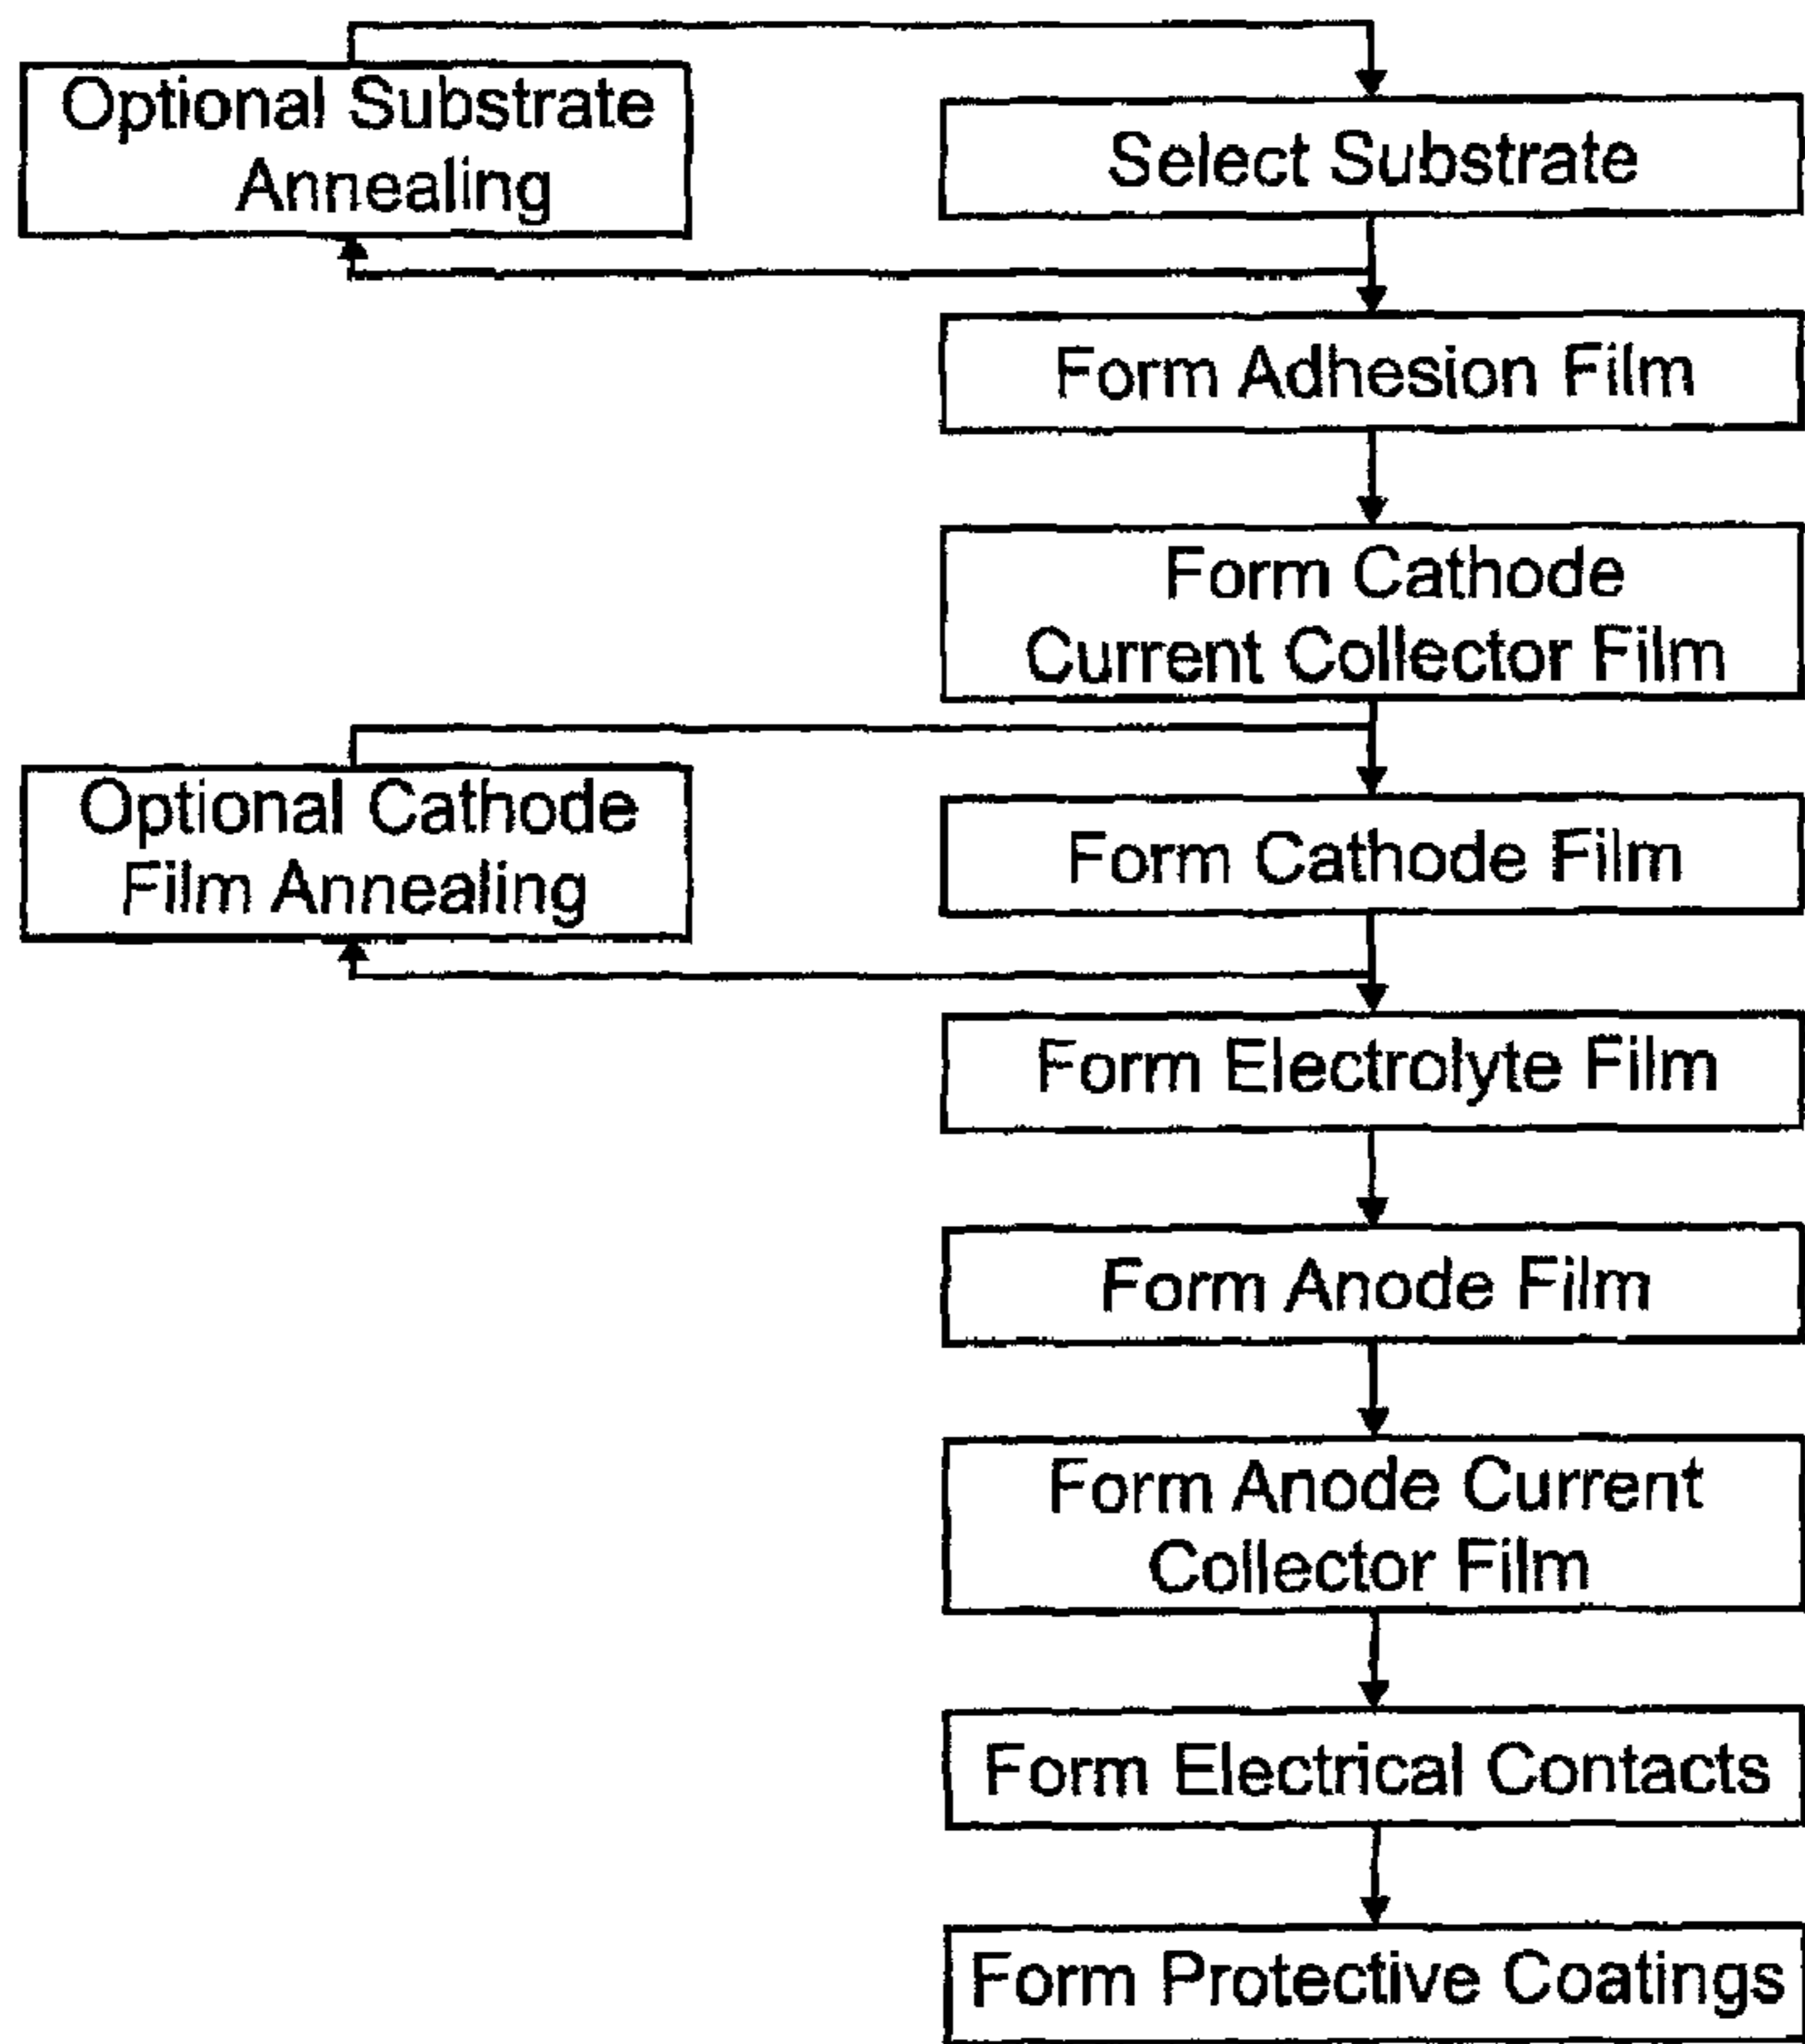 Optional Substrate
Annealing
Select Substrate
Form Adhesion Film
Form Cathode
Current Collector Film
Optional Cathode
Film Annealing
Form Cathode Film
Form Electrolyte Film
Form Anode Film
Form Anode Current
Collector Film
Form Electrical Contacts
Form Protective Coatings